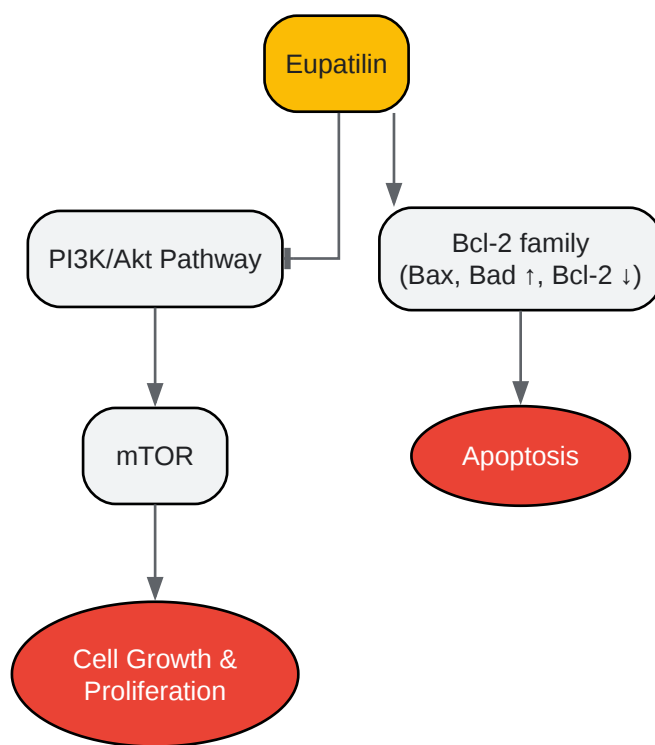 Eupatilin
PI3K/Akt Pathway
Bcl-2 family
(Bax, Bad ↑, Bcl-2 ↓)
mTOR
Apoptosis
Cell Growth &
Proliferation